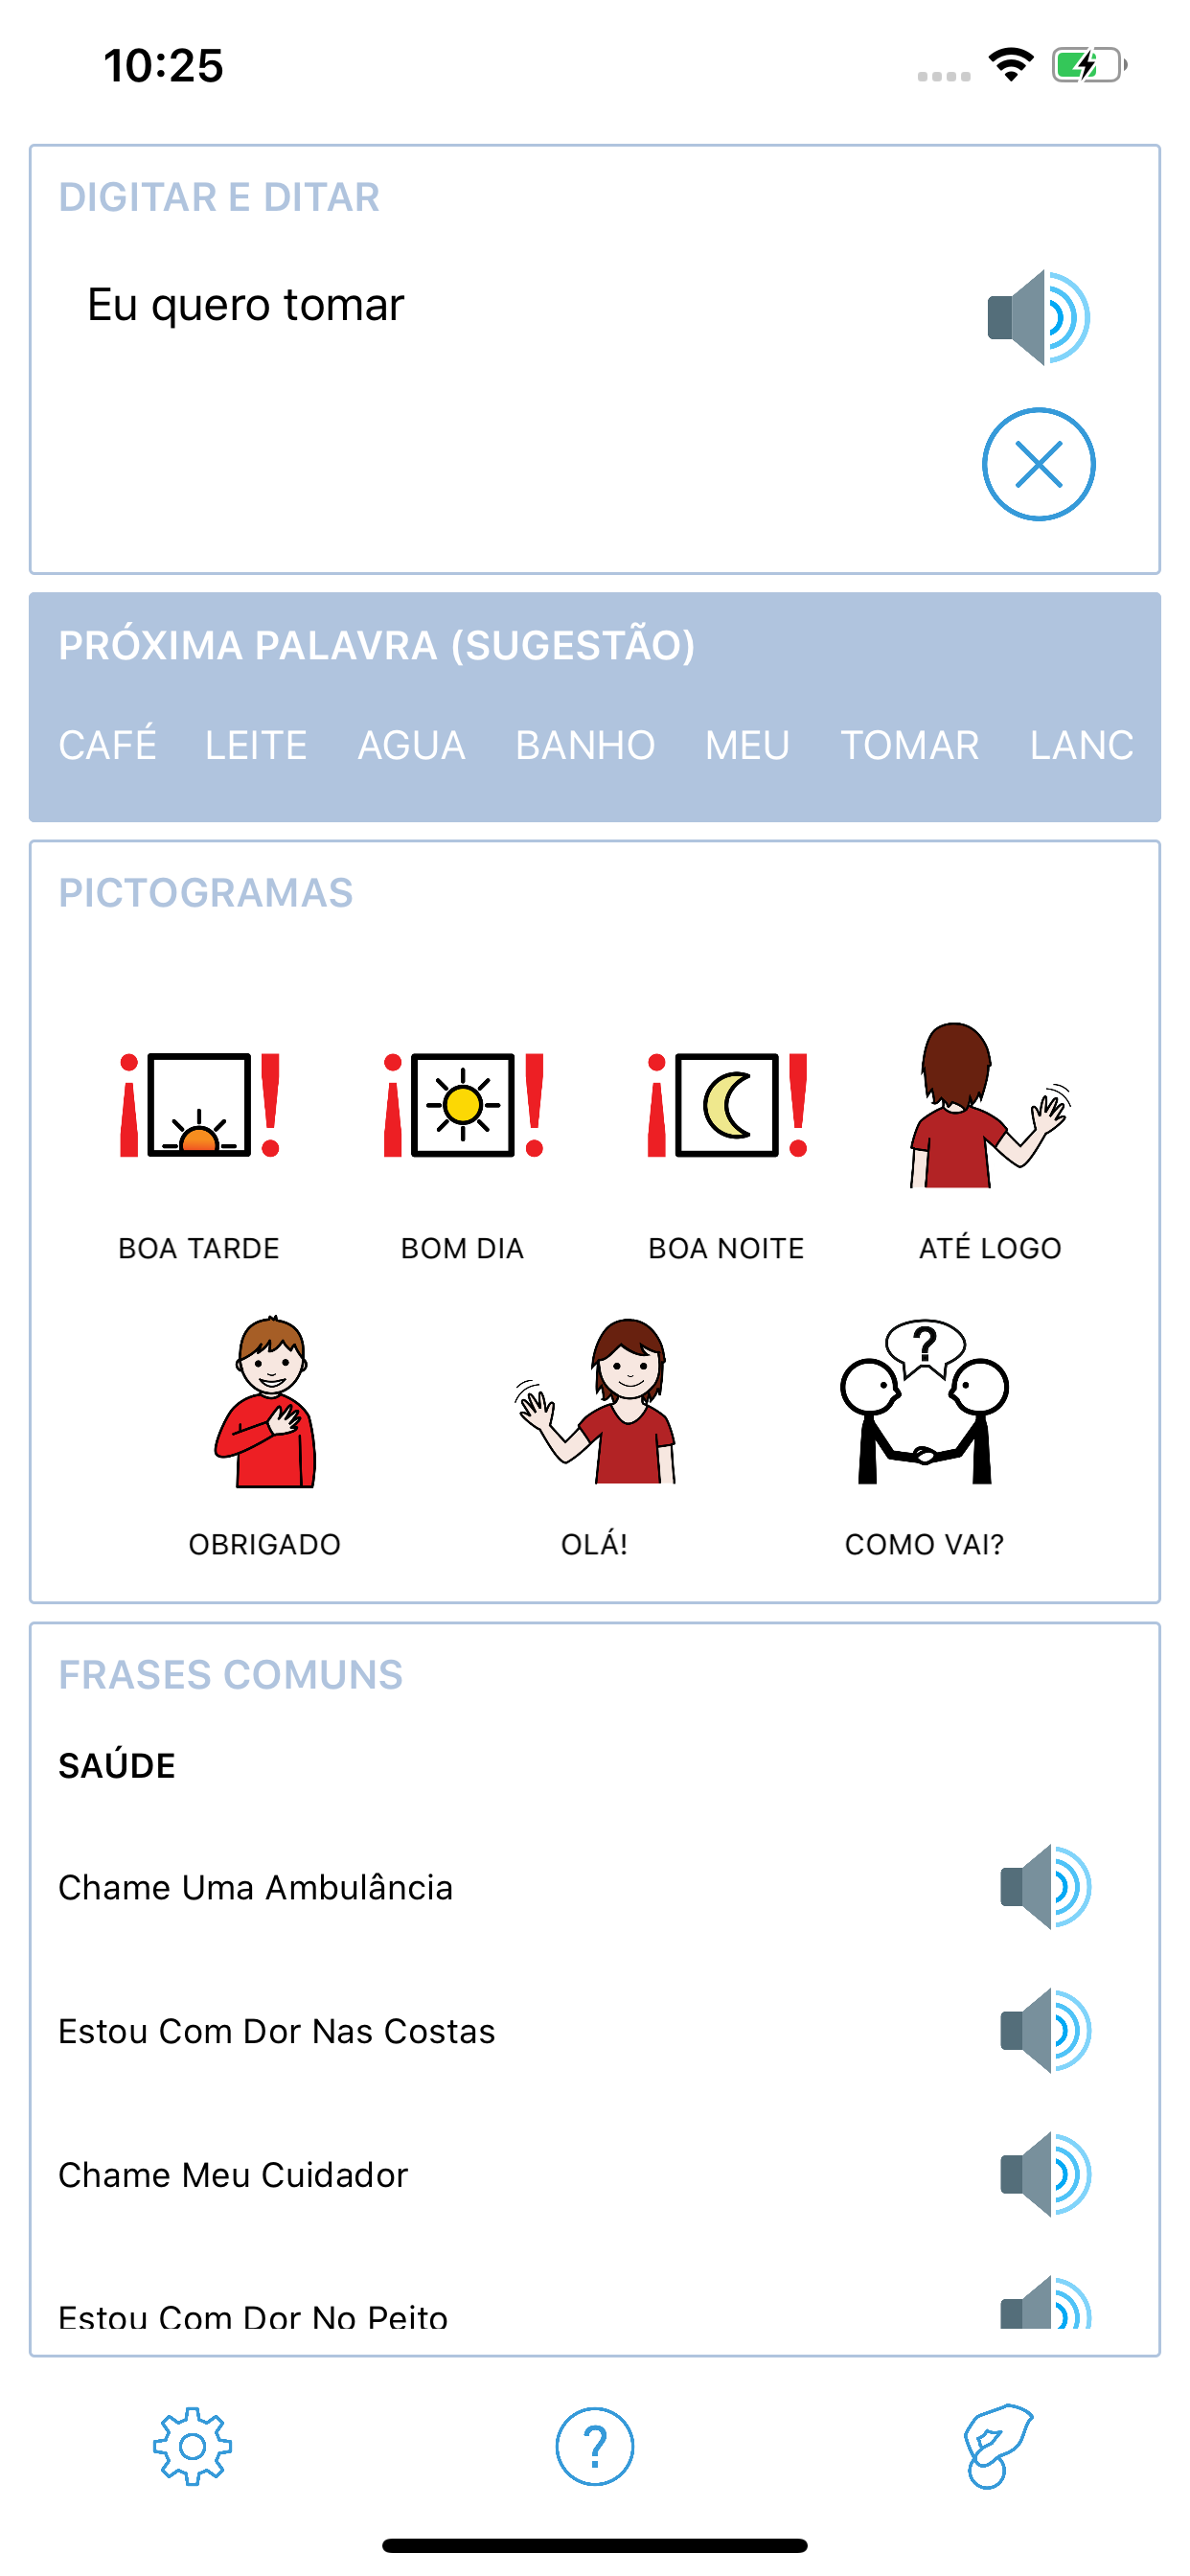 10:25
DIGITAR E DITAR
Eu quero tomar
PRÓXIMA PALAVRA (SUGESTÃO)
CAFÉ LEITE AGUA BANHO MEU TOMAR LANC
PICTOGRAMAS
BOA TARDE BOM DIA BOA NOITE ATÉ LOGO
?
OBRIGADO OLÁ! COMO VAI?
FRASES COMUNS
SAÚDE
Chame Uma Ambulância
Estou Com Dor Nas Costas
Chame Meu Cuidador
Estou Com Dor No Peito
?